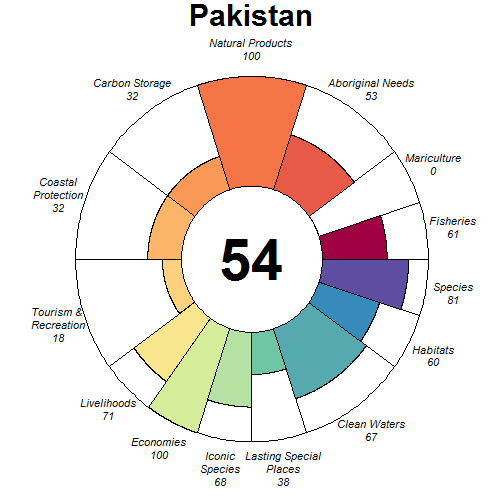 Pakistan
Natural Products
100
Carbon Storage
32
Aboriginal Needs
53
Mariculture
0
Coastal
Protection
32
Fisheries
61
54
Species
81
Tourism &
Recreation
18
Habitats
60
Livelihoods
71
Clean Waters
67
Economies
100
Iconic
Species
68
Lasting Special
Places
38